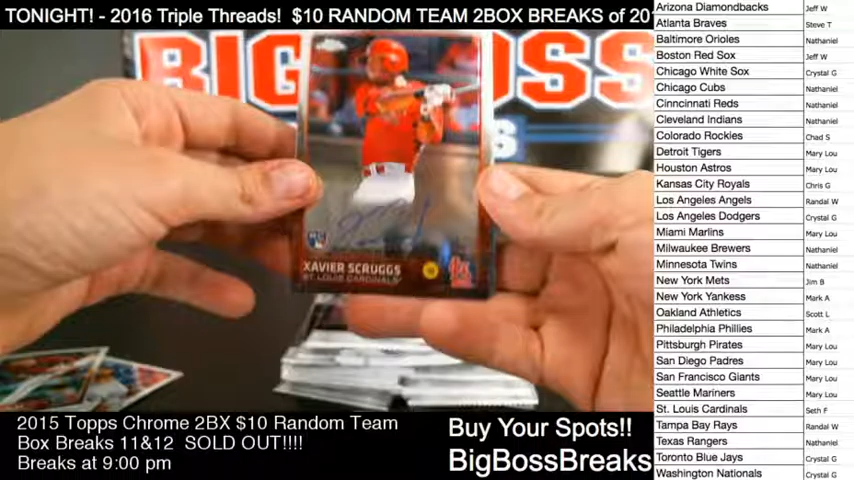 TONIGHT! - 2016 Triple Threads!  $10 RANDOM TEAM 2BOX BREAKS of 20
BIG
OSS
S
XAVIER SCRUGGS
ST. LOUIS CARDINALS
2015 Topps Chrome 2BX $10 Random Team
Box Breaks 11&12  SOLD OUT!!!!
Breaks at 9:00 pm
Buy Your Spots!!
BigBossBreaks
Arizona Diamondbacks Jeff W
Atlanta Braves Steve T
Baltimore Orioles Nathaniel
Boston Red Sox Jeff W
Chicago White Sox Crystal G
Chicago Cubs Nathaniel
Cinncinnati Reds Nathaniel
Cleveland Indians Nathaniel
Colorado Rockies Chad S
Detroit Tigers Mary Lou
Houston Astros Mary Lou
Kansas City Royals Chris G
Los Angeles Angels Randal W
Los Angeles Dodgers Crystal G
Miami Marlins Mary Lou
Milwaukee Brewers Nathaniel
Minnesota Twins Nathaniel
New York Mets Jim B
New York Yankess Mark A
Oakland Athletics Scott L
Philadelphia Phillies Mark A
Pittsburgh Pirates Mary Lou
San Diego Padres Mary Lou
San Francisco Giants Mary Lou
Seattle Mariners Mary Lou
St. Louis Cardinals Seth F
Tampa Bay Rays Randal W
Texas Rangers Nathaniel
Toronto Blue Jays Crystal G
Washington Nationals Crystal G